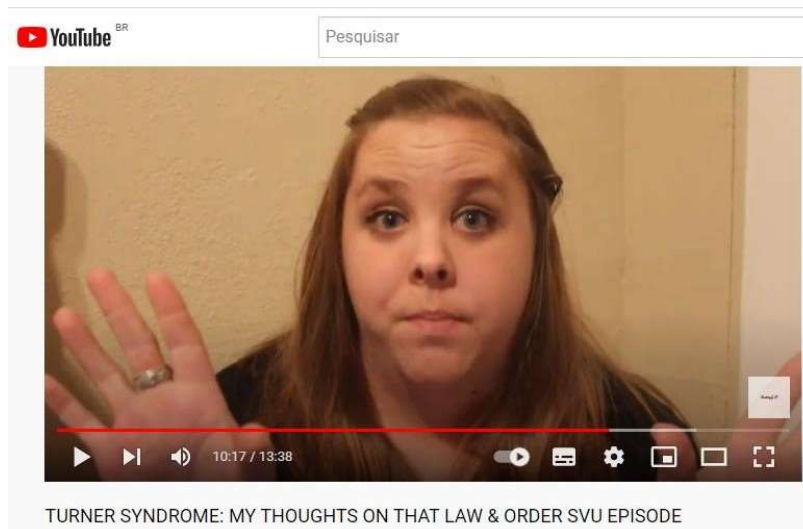 YouTube BR
Pesquisar
10:17 / 13:38
TURNER SYNDROME: MY THOUGHTS ON THAT LAW & ORDER SVU EPISODE